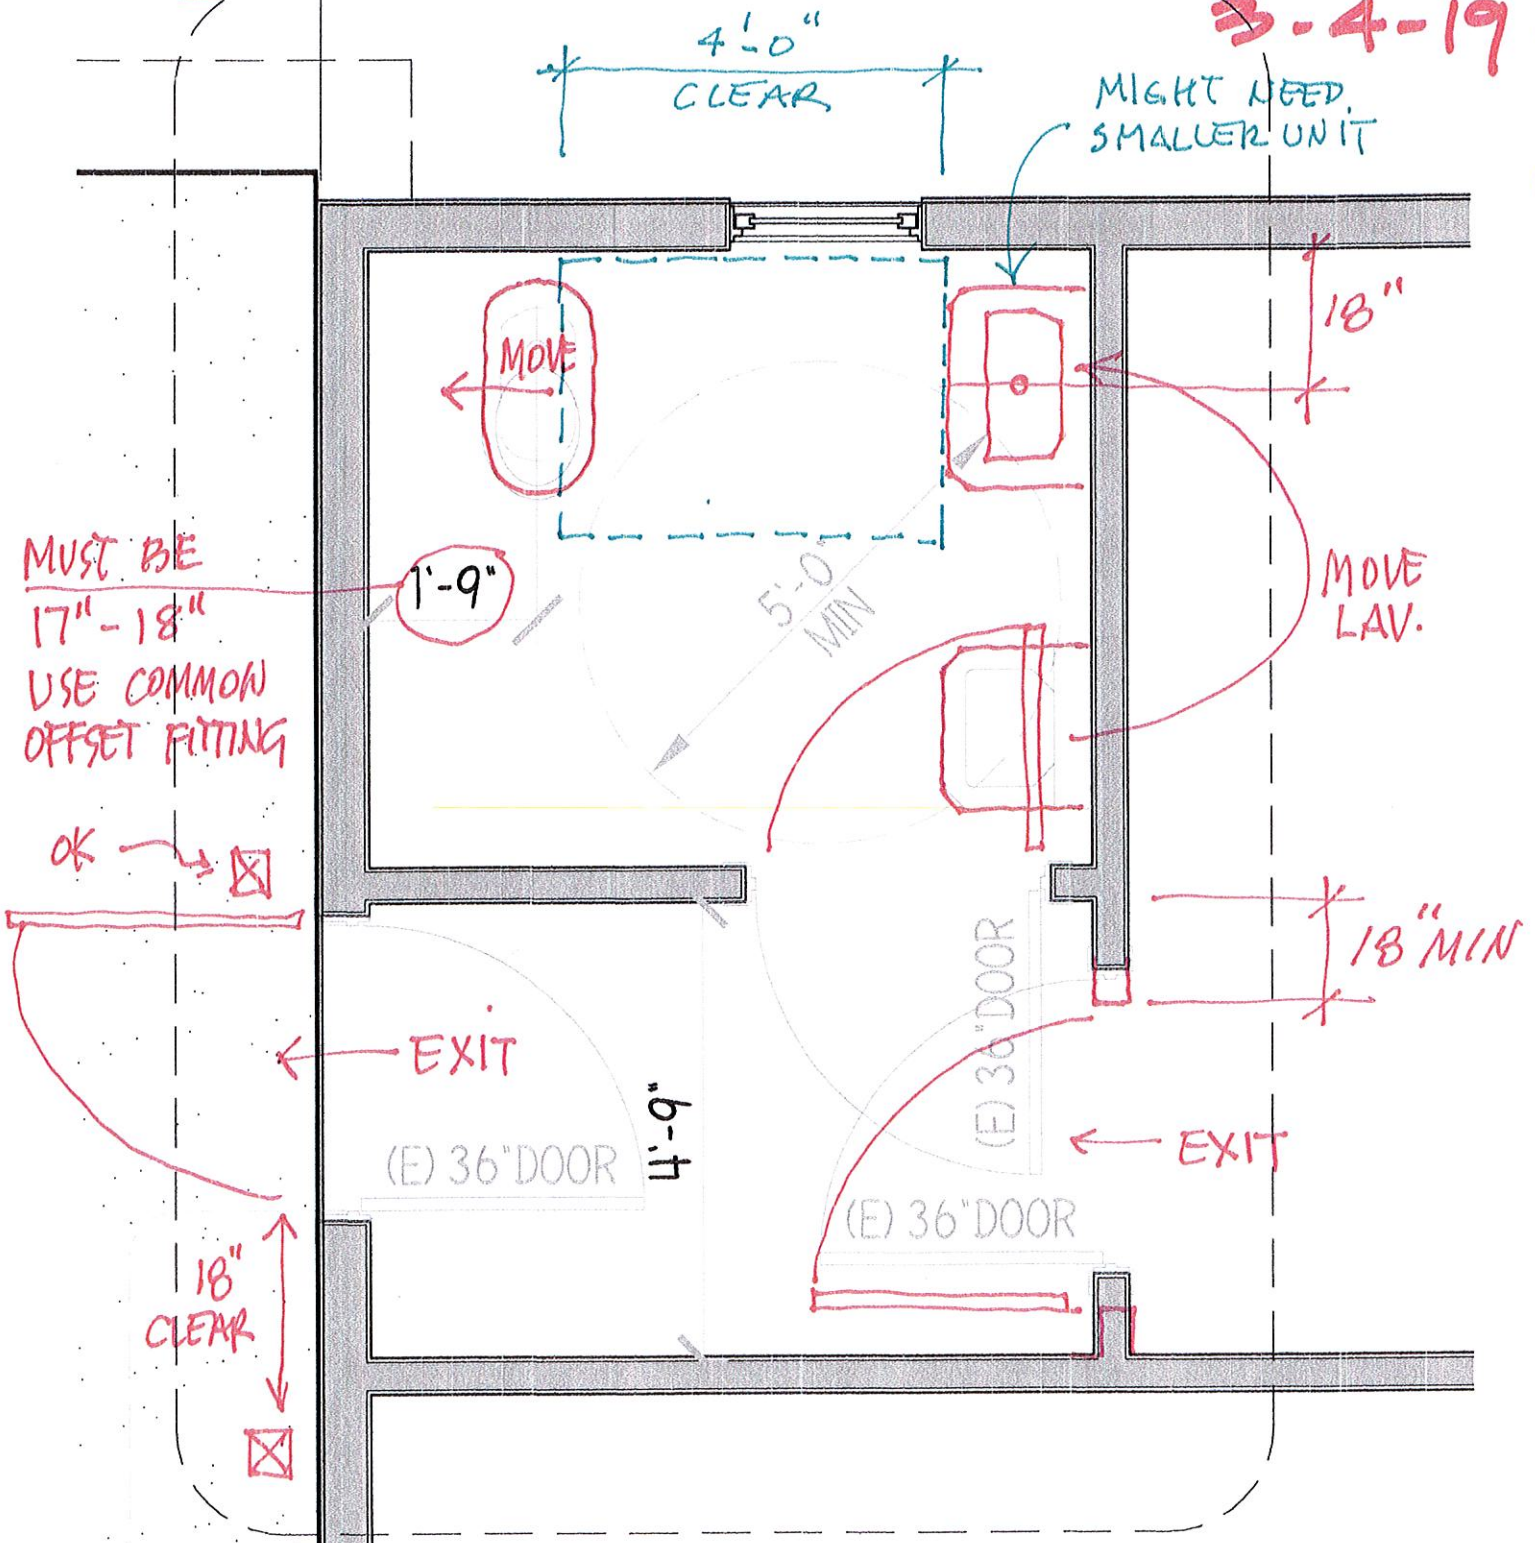 3-4-19
4'-0"
CLEAR
MIGHT NEED
SMALLER UNIT
18"
MOVE
MUST BE
17"-18"
USE COMMON
OFFSET FITTING
1'-9"
5'-0"
MIN
MOVE
LAV.
OK
18" MIN
EXIT
(E) 36"DOOR
4'-6"
(E) 36"DOOR
EXIT
(E) 36"DOOR
18"
CLEAR